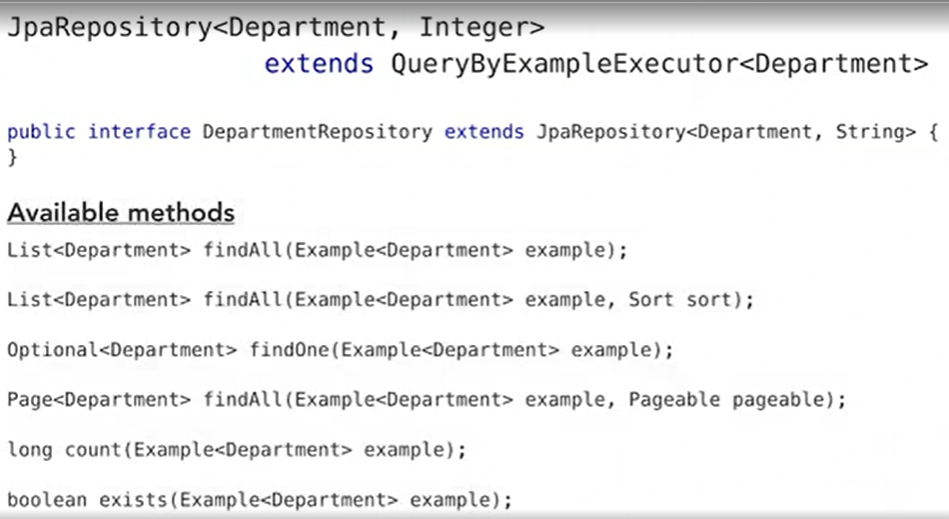 JpaRepository<Department, Integer>
extends QueryByExampleExecutor<Department>
public interface DepartmentRepository extends JpaRepository<Department, String> {
}
Available methods
List<Department> findAll(Example<Department> example);
List<Department> findAll(Example<Department> example, Sort sort);
Optional<Department> findOne(Example<Department> example);
Page<Department> findAll(Example<Department> example, Pageable pageable);
long count(Example<Department> example);
boolean exists(Example<Department> example);